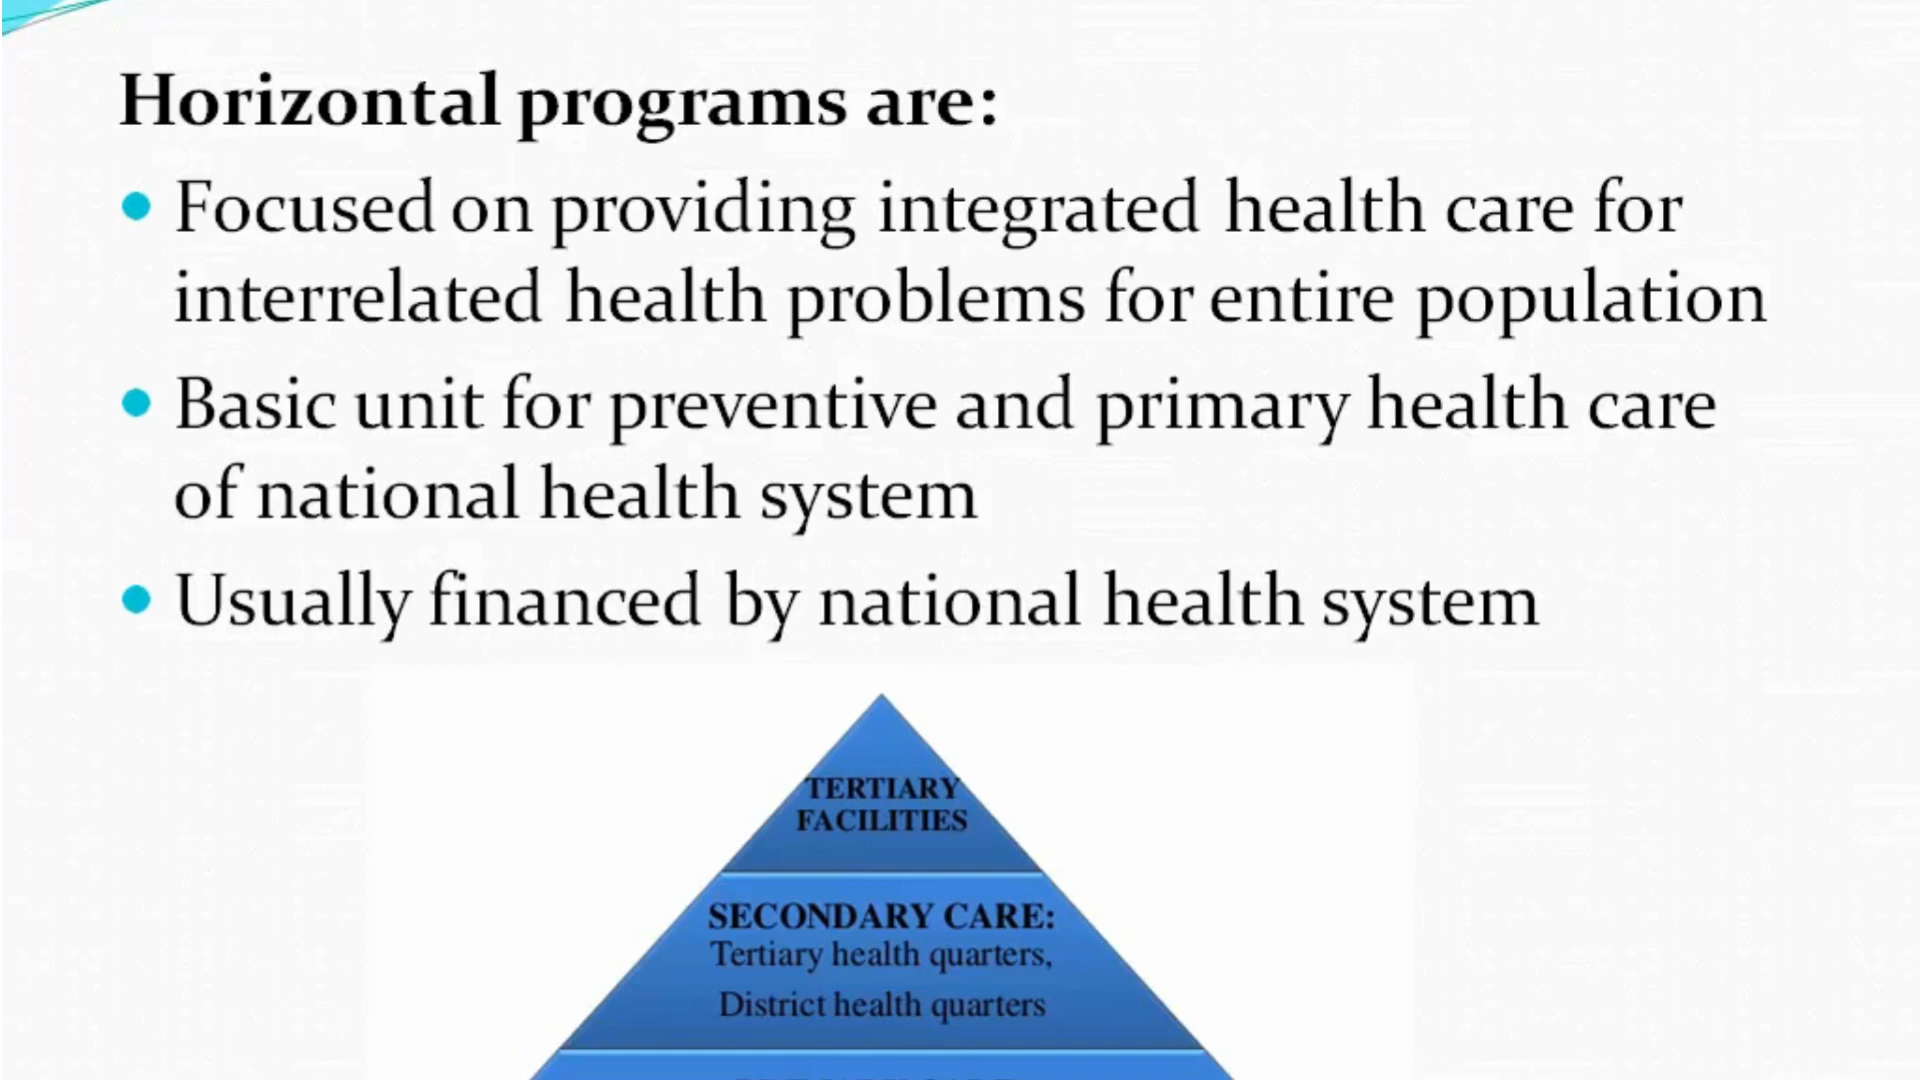 Horizontal programs are:
Focused on providing integrated health care for
interrelated health problems for entire population
Basic unit for preventive and primary health care
of national health system
Usually financed by national health system
TERTIARY
FACILITIES
SECONDARY CARE:
Tertiary health quarters,
District health quarters